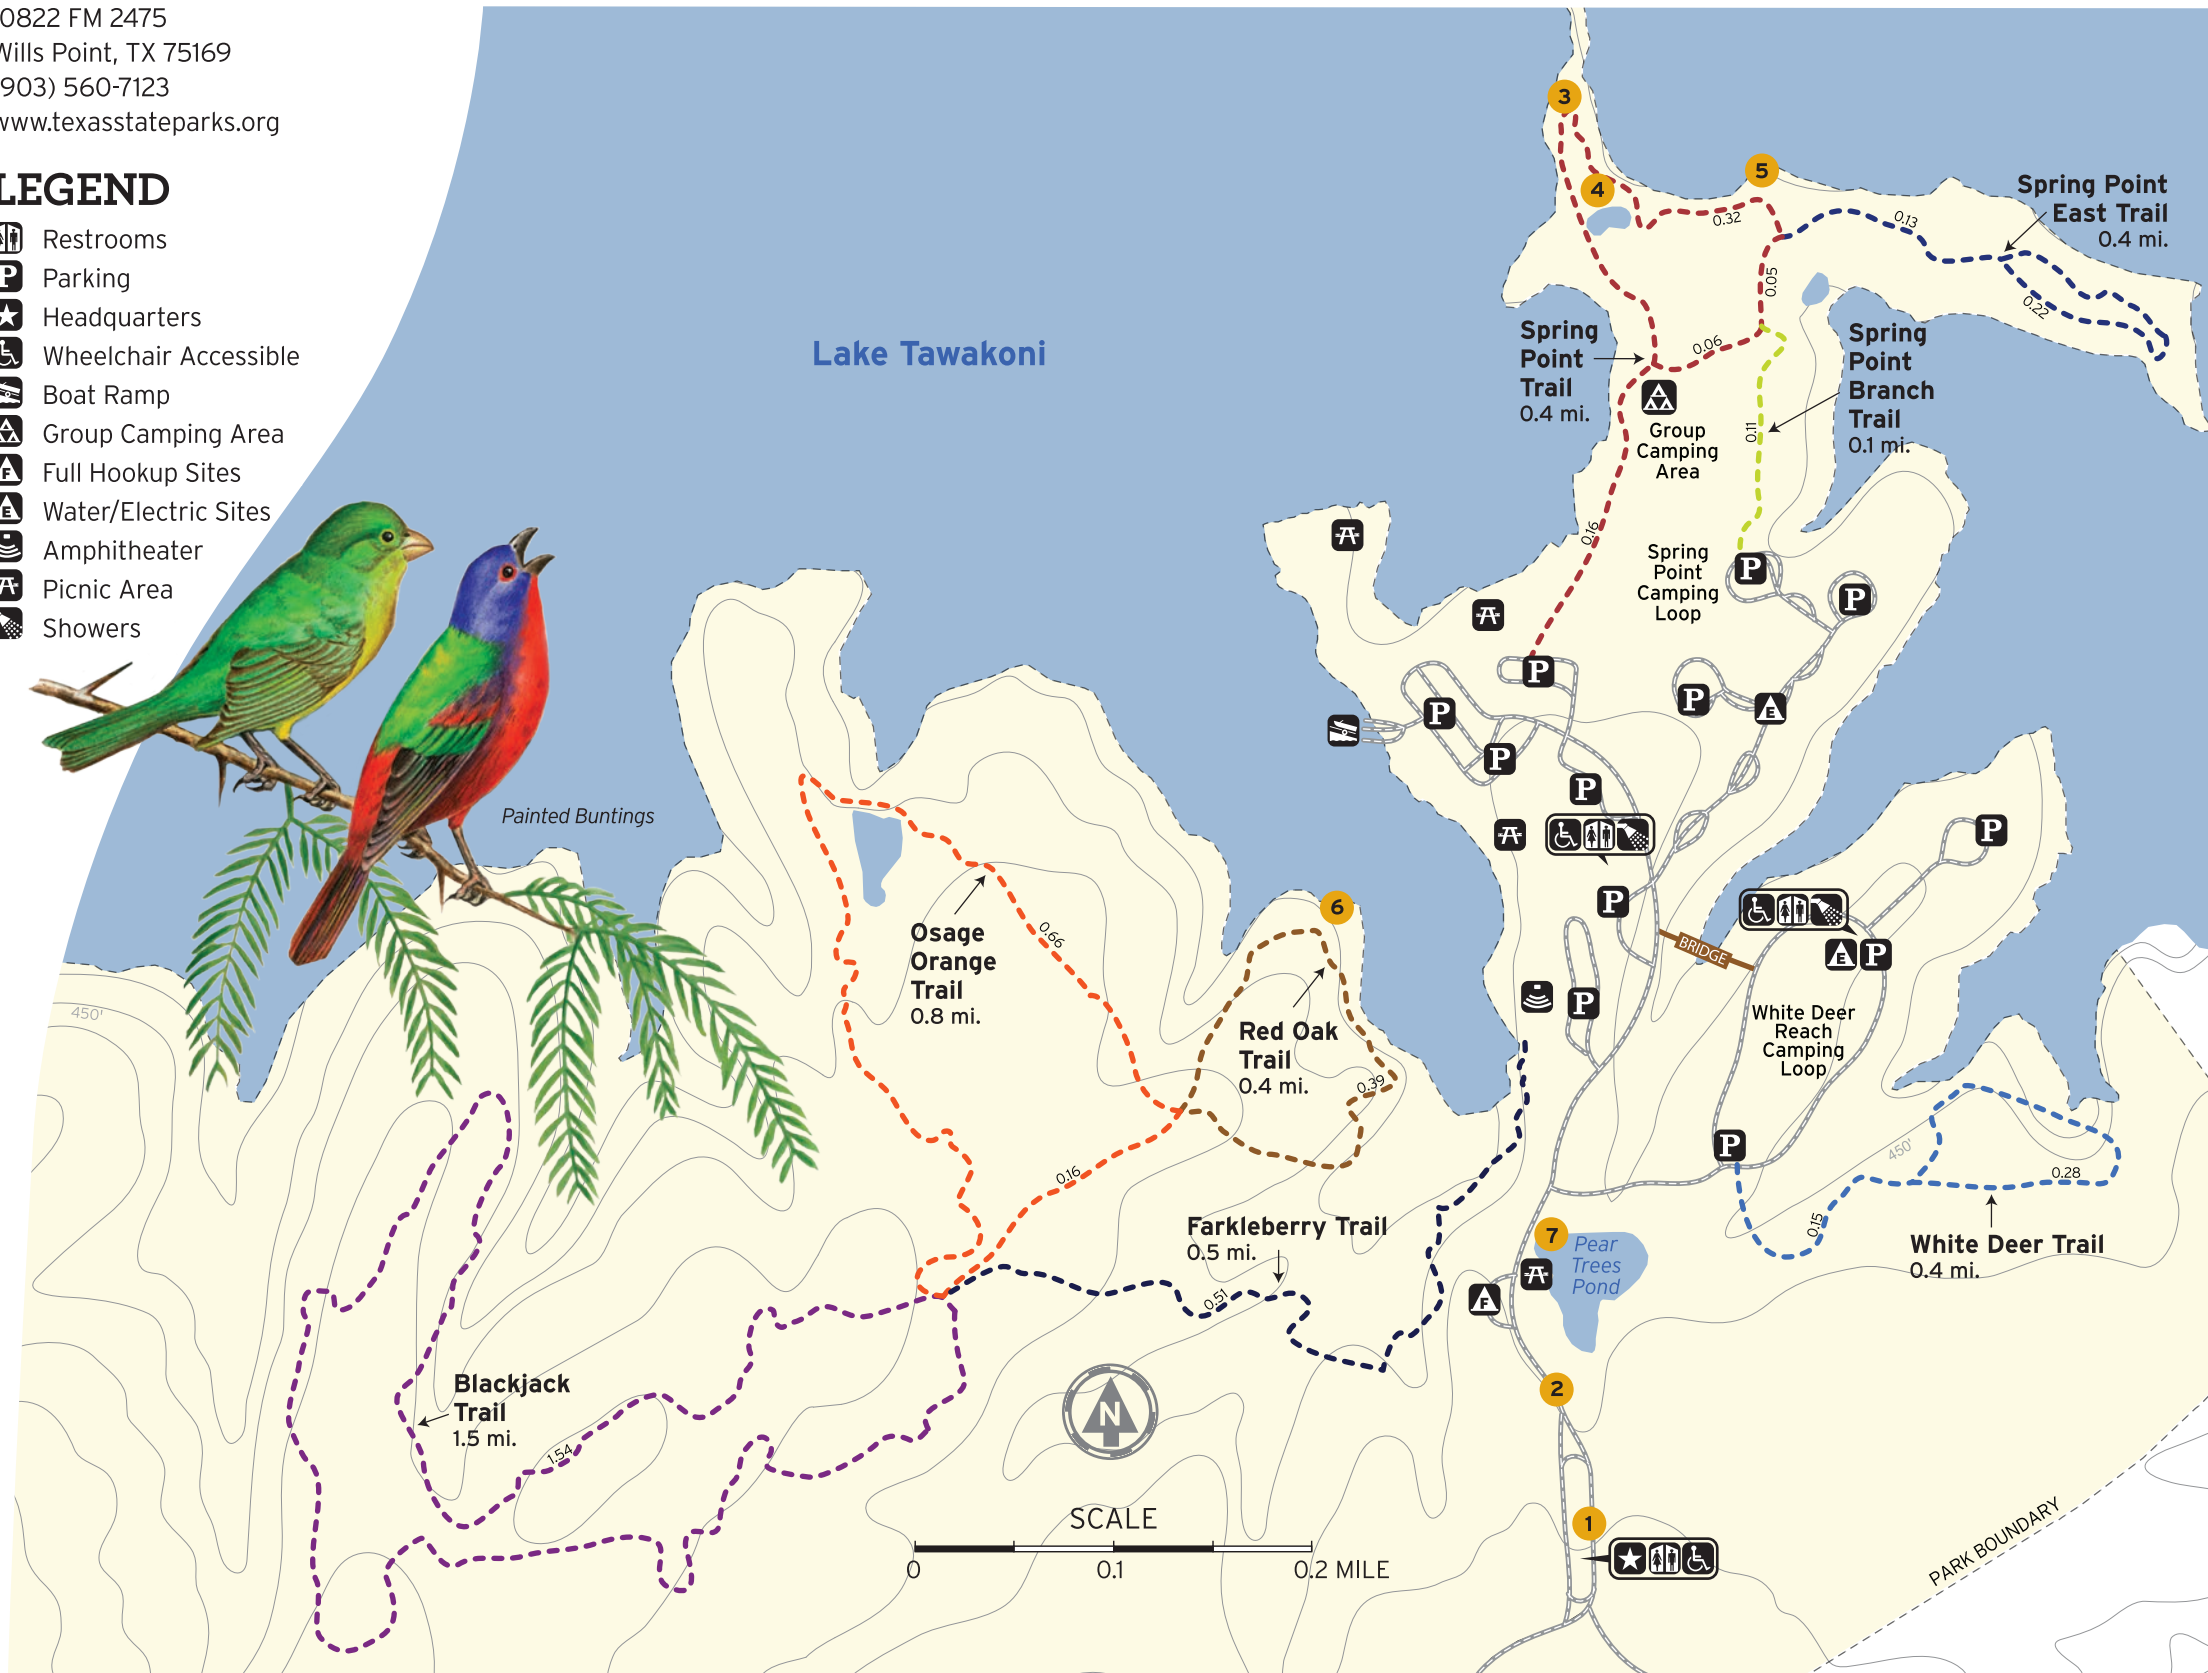 0822 FM 2475
Wills Point, TX 75169
903) 560-7123
www.texasstateparks.org
LEGEND
Restrooms
P Parking
Headquarters
Wheelchair Accessible
Boat Ramp
Group Camping Area
F Full Hookup Sites
E Water/Electric Sites
Amphitheater
Picnic Area
Showers
Painted Buntings
Lake Tawakoni
3
4
5
0.32
0.13
Spring Point
East Trail
0.4 mi.
0.05
0.22
0.06
Spring
Point
Trail
0.4 mi.
Spring
Point
Branch
Trail
0.1 mi.
0.11
Group
Camping
Area
0.16
Spring
Point
Camping
Loop
P
P
P
P
E
P
P
P
P
P
BRIDGE
E
P
P
White Deer
Reach
Camping
Loop
P
6
Osage
Orange
Trail
0.8 mi.
0.66
Red Oak
Trail
0.4 mi.
0.39
0.16
450'
450'
0.28
0.15
White Deer Trail
0.4 mi.
Farkleberry Trail
0.5 mi.
0.51
7
Pear
Trees
Pond
F
2
Blackjack
Trail
1.5 mi.
1.54
N
SCALE
0
0.1
0.2 MILE
1
PARK BOUNDARY